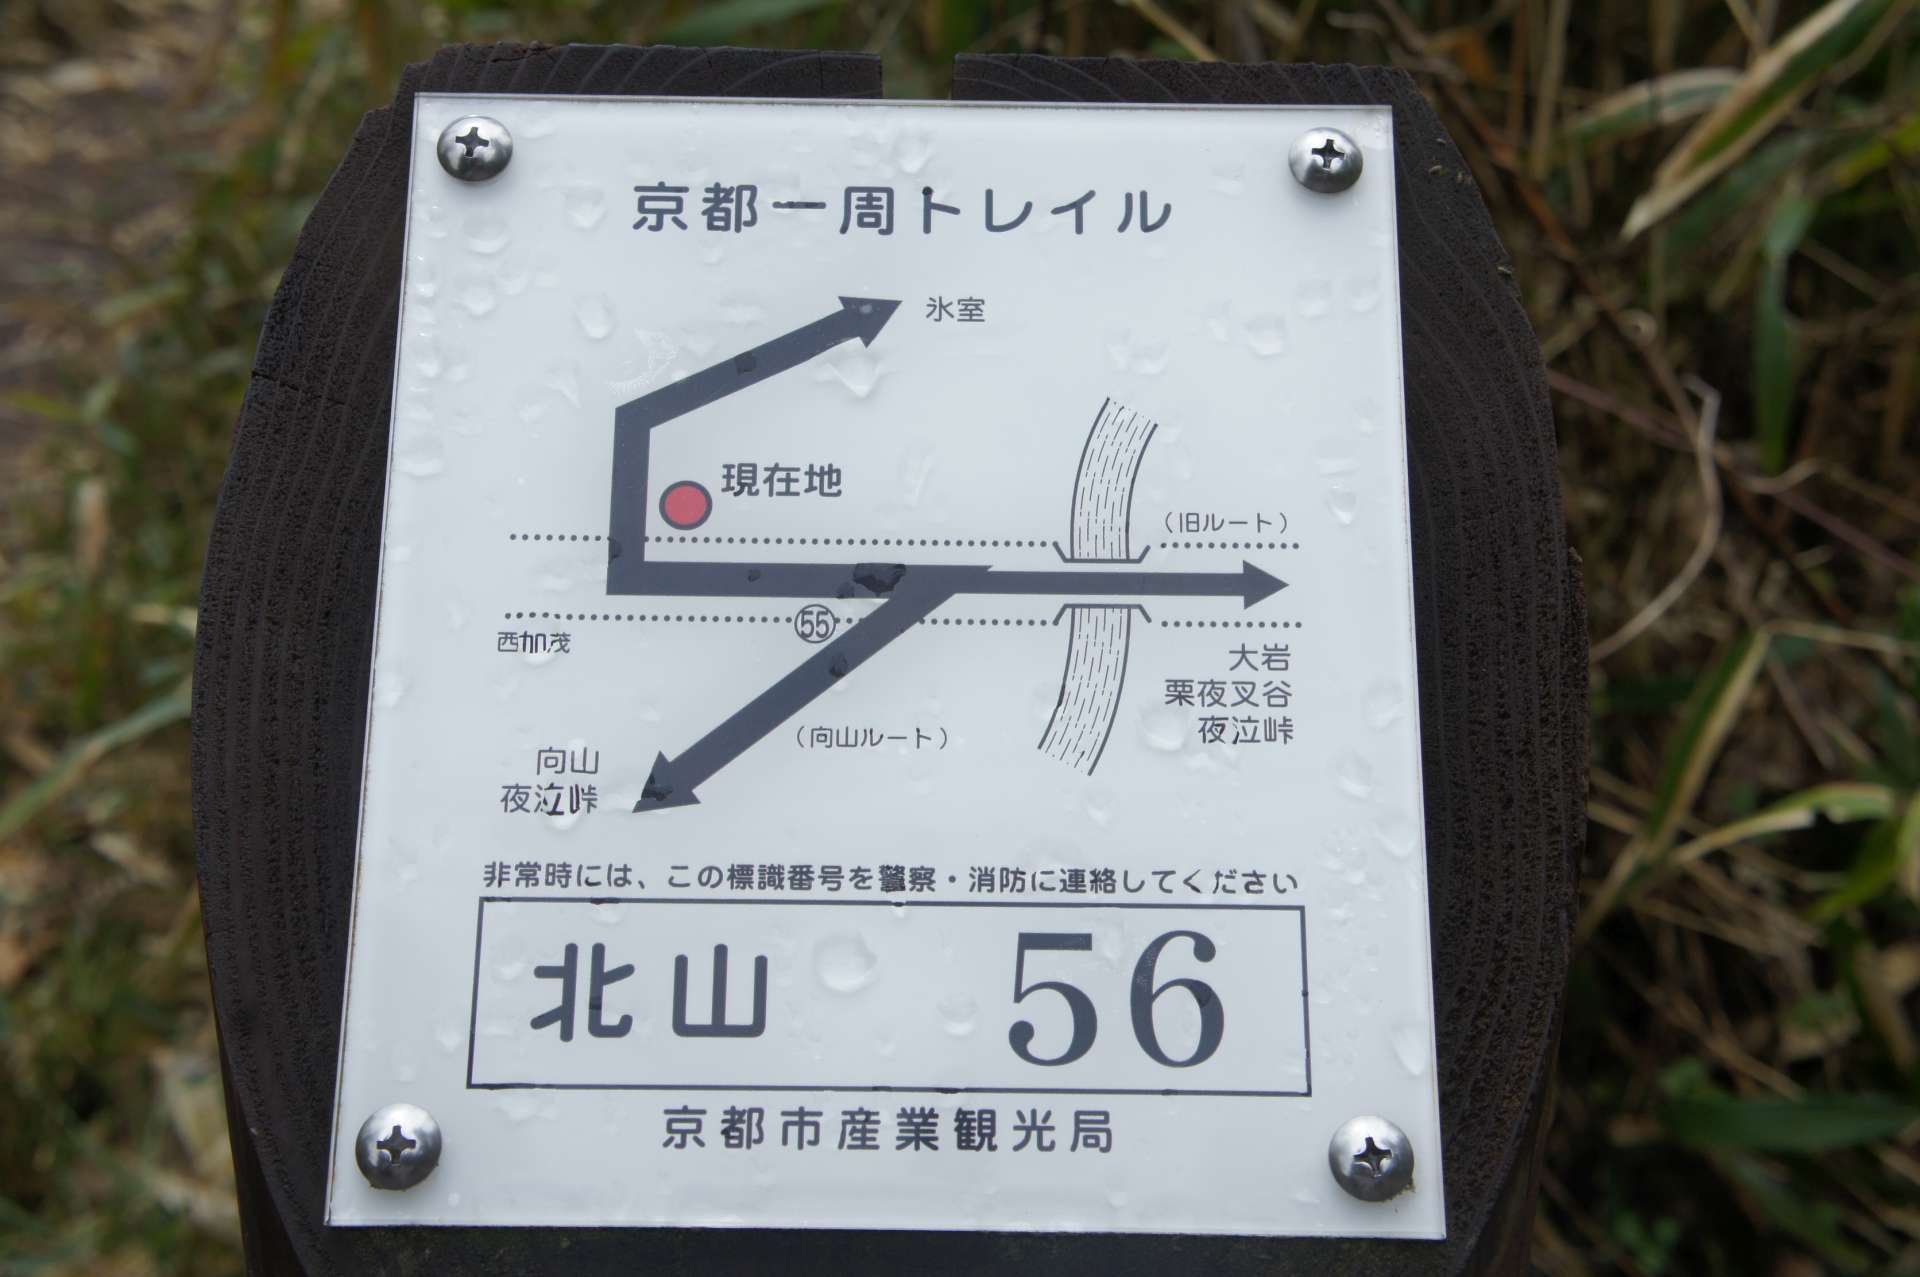 京都一周トレイル
氷室
現在地
（旧ルート）
55
西加茂
大岩
栗夜叉谷
夜泣峠
（向山ルート）
向山
夜泣峠
非常時には、この標識番号を警察・消防に連絡してください
北山 56
京都市産業観光局